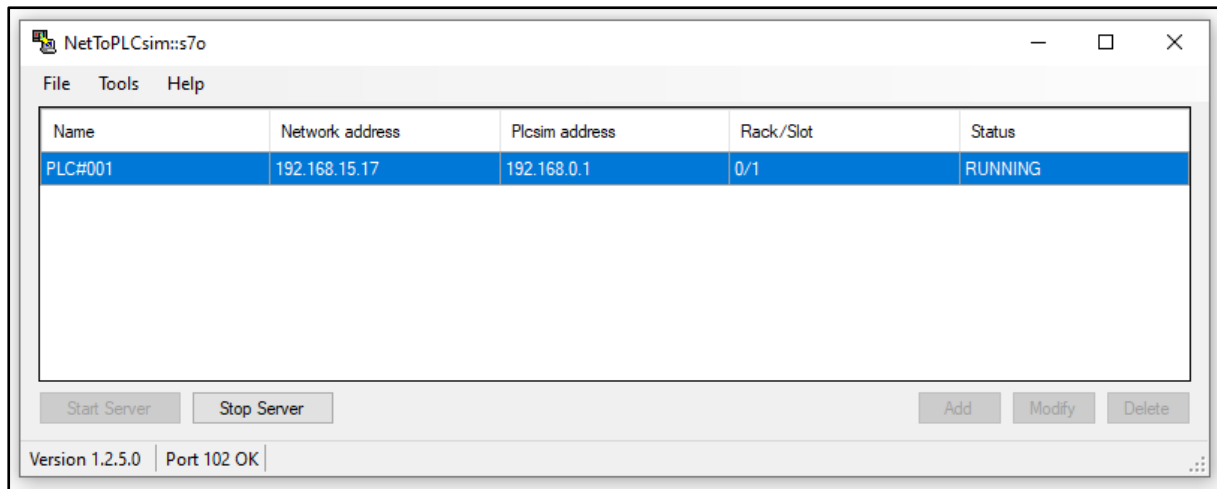 NetToPLCsim::s7o
File Tools Help
Name Network address Plcsim address Rack/Slot Status
PLC#001 192.168.15.17 192.168.0.1 0/1 RUNNING
Start Server Stop Server Add Modify Delete
Version 1.2.5.0 Port 102 OK